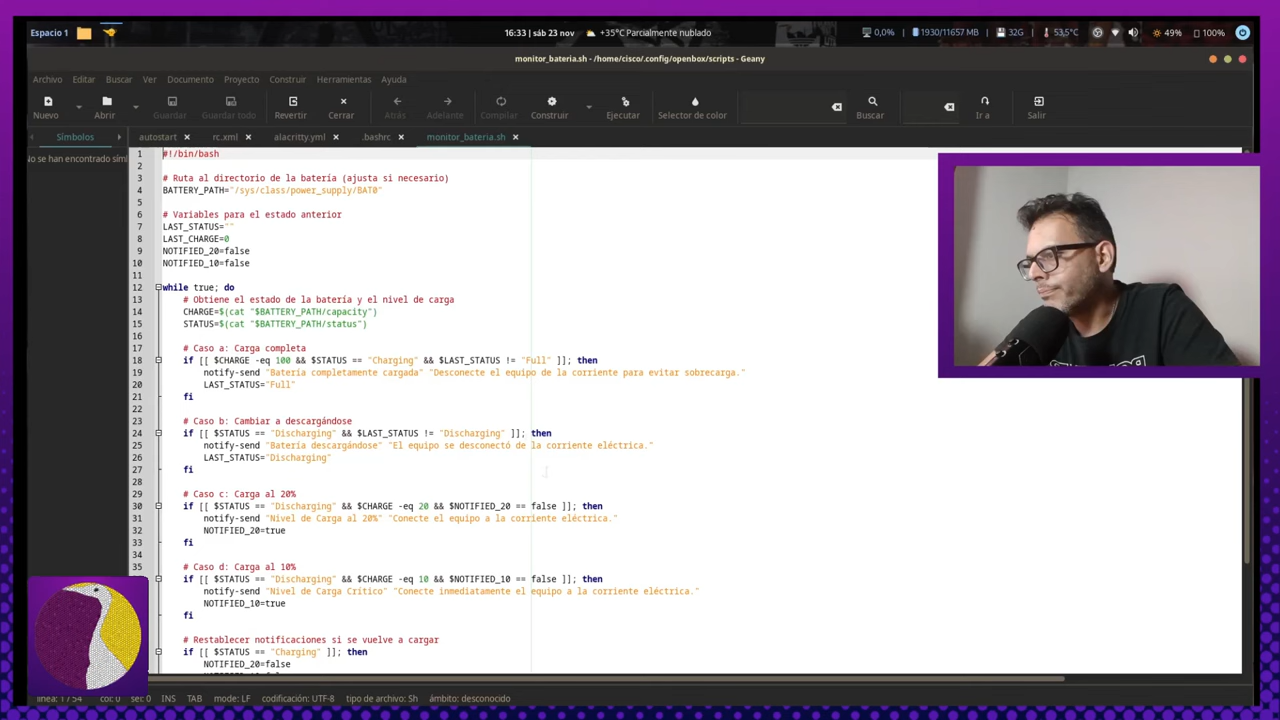 Espacio 1
16:33 | sáb 23 nov
+35°C Parcialmente nublado
0,0%
1930/11657 MB
32G
53,5°C
49%
100%
monitor_bateria.sh - /home/cisco/.config/openbox/scripts - Geany
Archivo Editar Buscar Ver Documento Proyecto Construir Herramientas Ayuda
Nuevo Abrir Guardar Guardar todo Revertir Cerrar Atrás Adelante Compilar Construir Ejecutar Selector de color Buscar Ir a Salir
Símbolos
autostart rc.xml alacritty.yml .bashrc monitor_bateria.sh
No se han encontrado sím
1 #!/bin/bash
2
3 # Ruta al directorio de la batería (ajusta si necesario)
4 BATTERY_PATH="/sys/class/power_supply/BAT0"
5
6 # Variables para el estado anterior
7 LAST_STATUS=""
8 LAST_CHARGE=0
9 NOTIFIED_20=false
10 NOTIFIED_10=false
11
12 while true; do
13 # Obtiene el estado de la batería y el nivel de carga
14 CHARGE=$(cat "$BATTERY_PATH/capacity")
15 STATUS=$(cat "$BATTERY_PATH/status")
16
17 # Caso a: Carga completa
18 if [[ $CHARGE -eq 100 && $STATUS == "Charging" && $LAST_STATUS != "Full" ]]; then
19 notify-send "Batería completamente cargada" "Desconecte el equipo de la corriente para evitar sobrecarga."
20 LAST_STATUS="Full"
21 fi
22
23 # Caso b: Cambiar a descargándose
24 if [[ $STATUS == "Discharging" && $LAST_STATUS != "Discharging" ]]; then
25 notify-send "Batería descargándose" "El equipo se desconectó de la corriente eléctrica."
26 LAST_STATUS="Discharging"
27 fi
28
29 # Caso c: Carga al 20%
30 if [[ $STATUS == "Discharging" && $CHARGE -eq 20 && $NOTIFIED_20 == false ]]; then
31 notify-send "Nivel de Carga al 20%" "Conecte el equipo a la corriente eléctrica."
32 NOTIFIED_20=true
33 fi
34
35 # Caso d: Carga al 10%
if [[ $STATUS == "Discharging" && $CHARGE -eq 10 && $NOTIFIED_10 == false ]]; then
notify-send "Nivel de Carga Crítico" "Conecte inmediatamente el equipo a la corriente eléctrica."
NOTIFIED_10=true
fi
# Restablecer notificaciones si se vuelve a cargar
if [[ $STATUS == "Charging" ]]; then
NOTIFIED_20=false
línea: 1 / 54 col: 0 sel: 0 INS TAB mode: LF codificación: UTF-8 tipo de archivo: Sh ámbito: desconocido